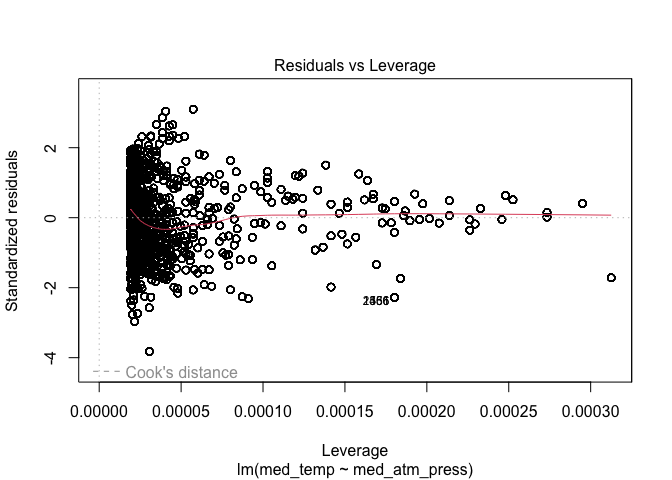 Residuals vs Leverage
Standardized residuals
2
0
-2
-4
Cook's distance
0.00000 0.00005 0.00010 0.00015 0.00020 0.00025 0.00030
Leverage
lm(med_temp ~ med_atm_press)